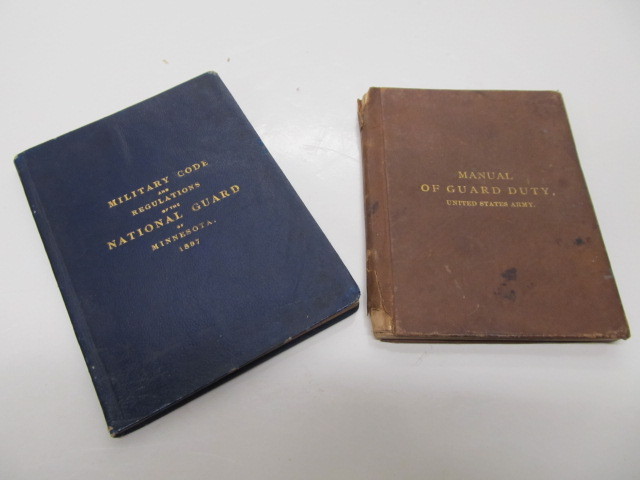 MILITARY CODE
AND
REGULATIONS
OF THE
NATIONAL GUARD
OF
MINNESOTA.
1897
MANUAL
OF GUARD DUTY,
UNITED STATES ARMY.